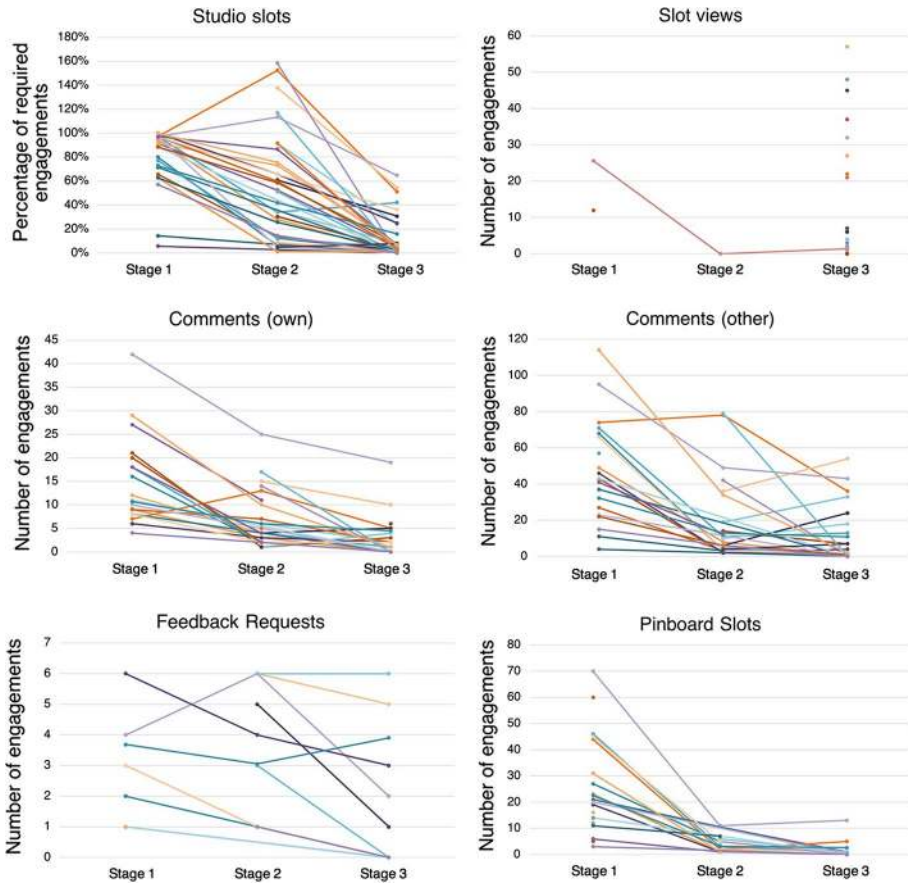 Studio slots
Percentage of required
engagements
180%
160%
140%
120%
100%
80%
60%
40%
20%
0%
Stage 1 Stage 2 Stage 3
Slot views
Number of engagements
60
50
40
30
20
10
0
Stage 1 Stage 2 Stage 3
Comments (own)
Number of engagements
45
40
35
30
25
20
15
10
5
0
Stage 1 Stage 2 Stage 3
Comments (other)
Number of engagements
120
100
80
60
40
20
0
Stage 1 Stage 2 Stage 3
Feedback Requests
Number of engagements
7
6
5
4
3
2
1
0
Stage 1 Stage 2 Stage 3
Pinboard Slots
Number of engagements
80
70
60
50
40
30
20
10
0
Stage 1 Stage 2 Stage 3